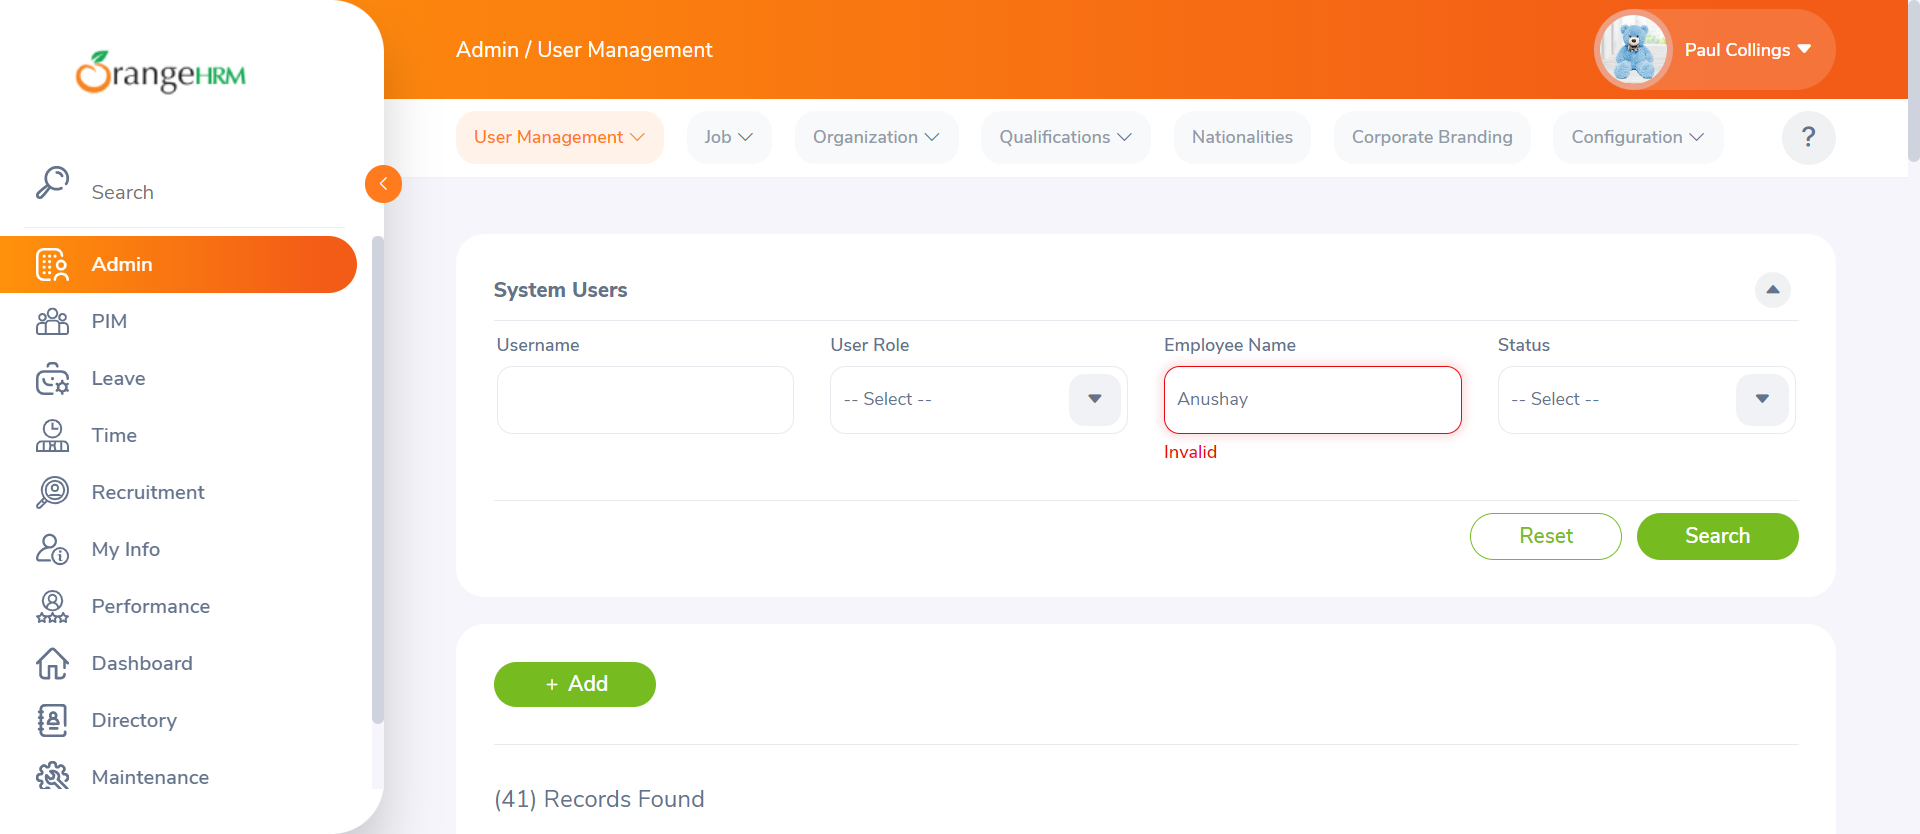 OrangeHRM
Search
Admin
PIM
Leave
Time
Recruitment
My Info
Performance
Dashboard
Directory
Maintenance
Admin / User Management
Paul Collings
User Management
Job
Organization
Qualifications
Nationalities
Corporate Branding
Configuration
?
System Users
Username
User Role
Employee Name
Status
-- Select --
Anushay
-- Select --
Invalid
Reset
Search
+ Add
(41) Records Found